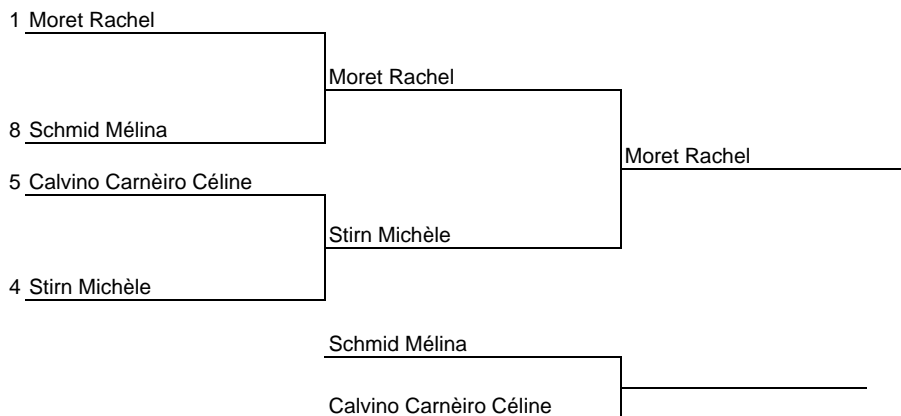 1 Moret Rachel
Moret Rachel
8 Schmid Mélina
Moret Rachel
5 Calvino Carnèiro Céline
Stirn Michèle
4 Stirn Michèle
Schmid Mélina
Calvino Carnèiro Céline